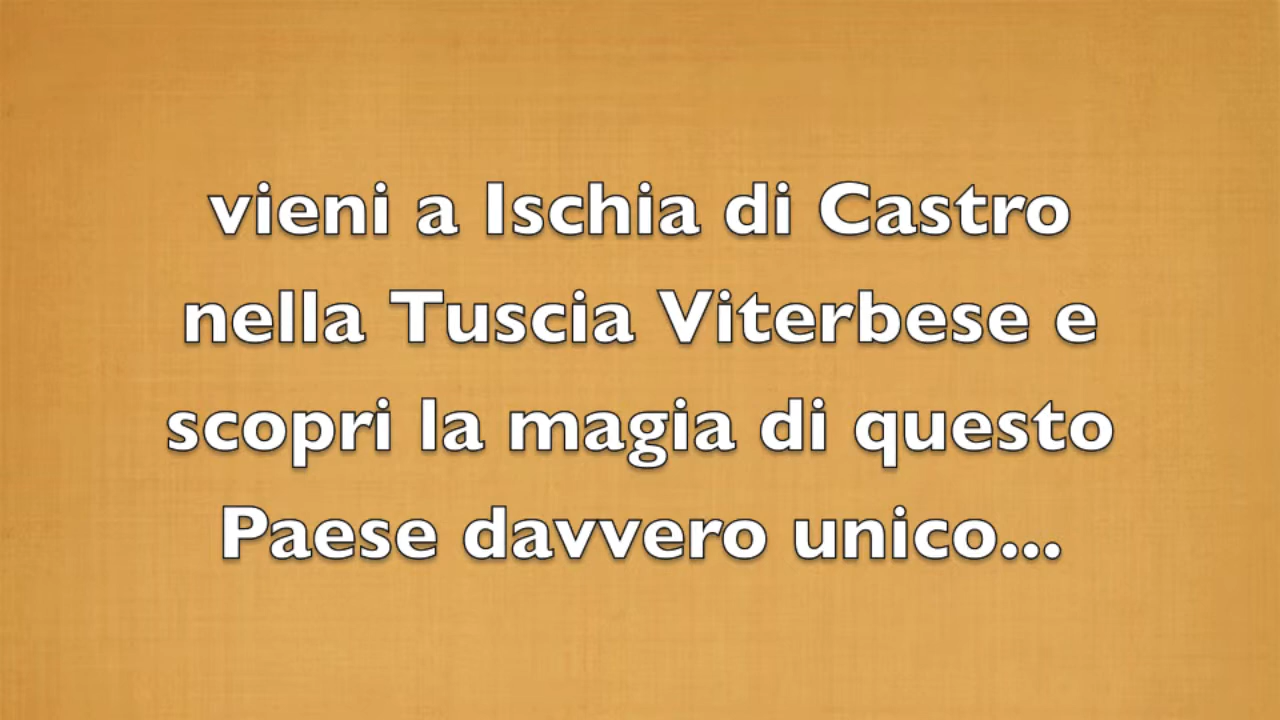 vieni a Ischia di Castro
nella Tuscia Viterbese e
scopri la magia di questo
Paese davvero unico...